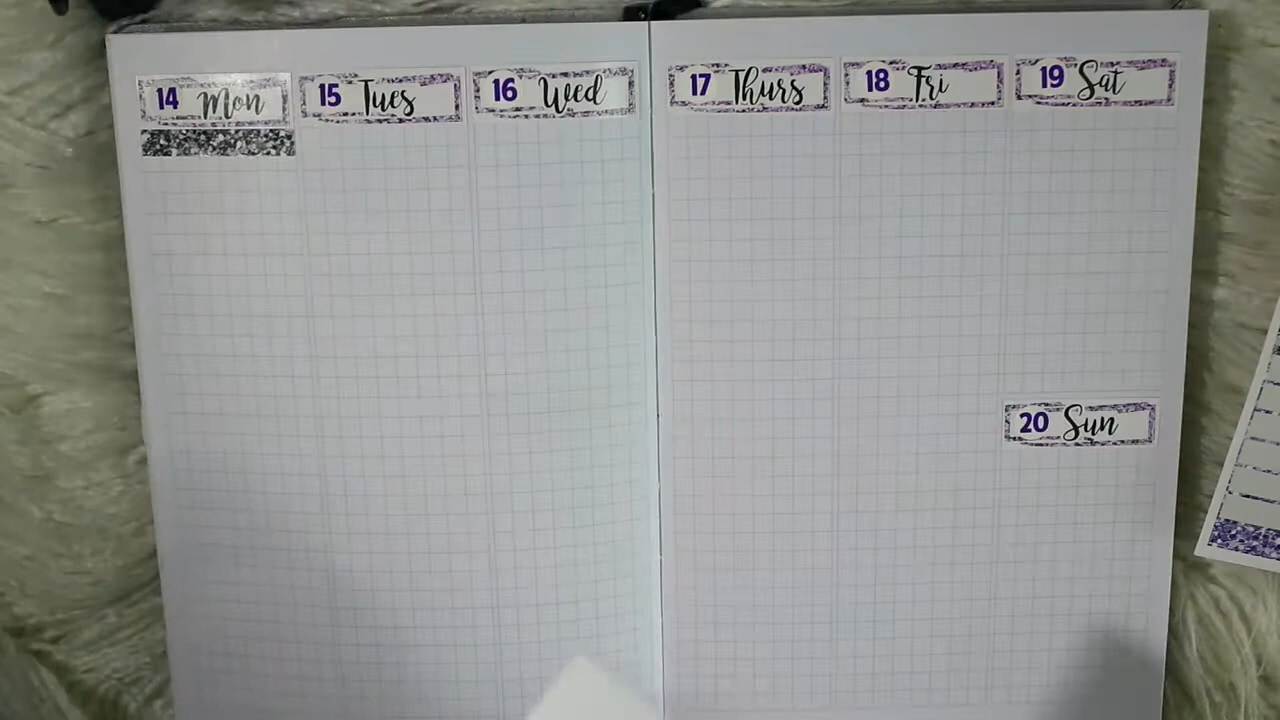 14 Mon
15 Tues
16 Wed
17 Thurs
18 Fri
19 Sat
20 Sun